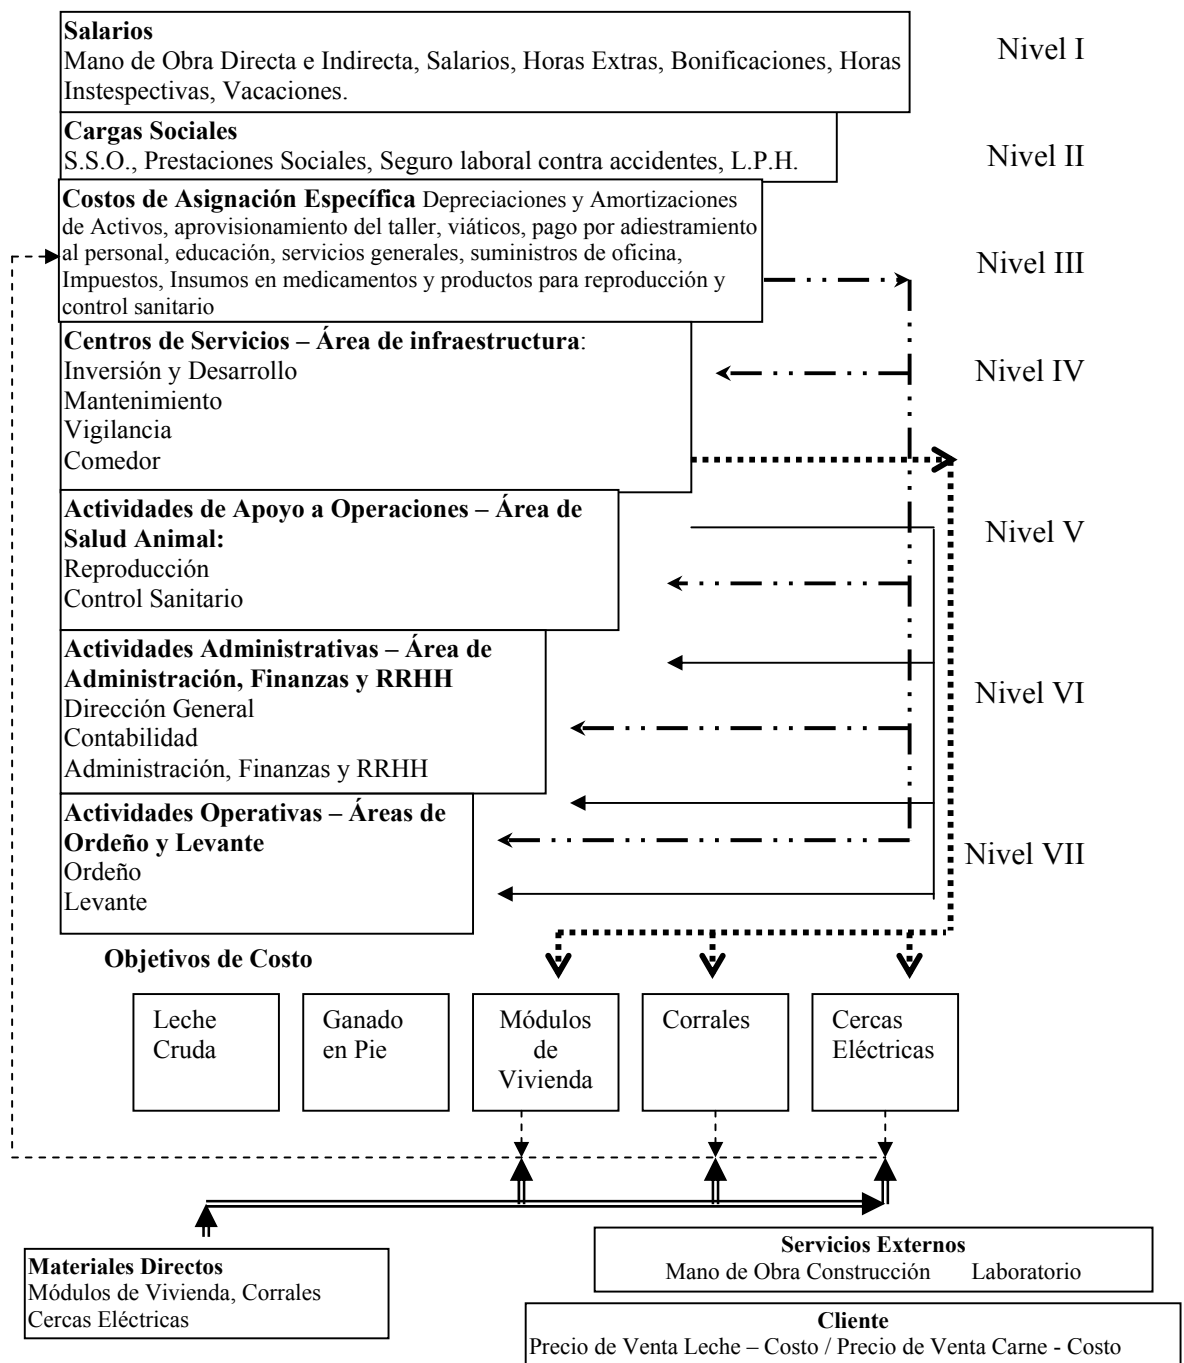 Salarios
Mano de Obra Directa e Indirecta, Salarios, Horas Extras, Bonificaciones, Horas
Instespectivas, Vacaciones.
Nivel I
Cargas Sociales
S.S.O., Prestaciones Sociales, Seguro laboral contra accidentes, L.P.H.
Nivel II
Costos de Asignación Específica Depreciaciones y Amortizaciones
de Activos, aprovisionamiento del taller, viáticos, pago por adiestramiento
al personal, educación, servicios generales, suministros de oficina,
Impuestos, Insumos en medicamentos y productos para reproducción y
control sanitario
Nivel III
Centros de Servicios – Área de infraestructura:
Inversión y Desarrollo
Mantenimiento
Vigilancia
Comedor
Nivel IV
Actividades de Apoyo a Operaciones – Área de
Salud Animal:
Reproducción
Control Sanitario
Nivel V
Actividades Administrativas – Área de
Administración, Finanzas y RRHH
Dirección General
Contabilidad
Administración, Finanzas y RRHH
Nivel VI
Actividades Operativas – Áreas de
Ordeño y Levante
Ordeño
Levante
Nivel VII
Objetivos de Costo
Leche
Cruda
Ganado
en Pie
Módulos
de
Vivienda
Corrales
Cercas
Eléctricas
Materiales Directos
Módulos de Vivienda, Corrales
Cercas Eléctricas
Servicios Externos
Mano de Obra Construcción Laboratorio
Cliente
Precio de Venta Leche – Costo / Precio de Venta Carne - Costo